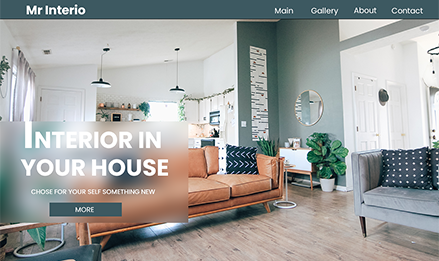 Mr Interio
Main Gallery About Contact
INTERIOR IN
YOUR HOUSE
CHOSE FOR YOUR SELF SOMETHING NEW
MORE